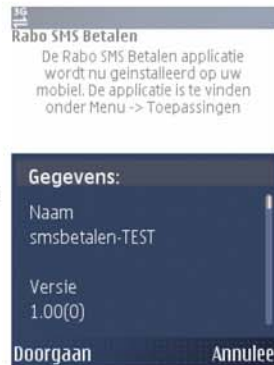 3G
Rabo SMS Betalen
De Rabo SMS Betalen applicatie
wordt nu geinstalleerd op uw
mobiel. De applicatie is te vinden
onder Menu -> Toepassingen
Gegevens:
Naam
smsbetalen-TEST
Versie
1.00(0)
Doorgaan
Annulee